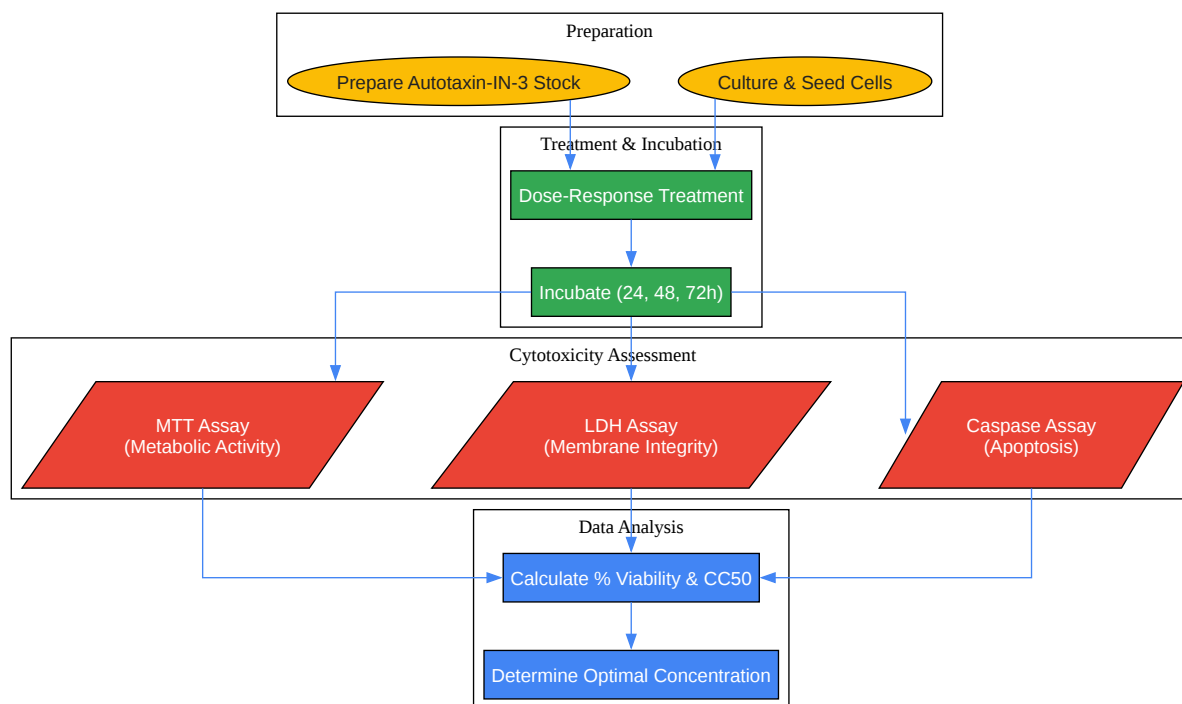 Preparation
Prepare Autotaxin-IN-3 Stock
Culture & Seed Cells
Treatment & Incubation
Dose-Response Treatment
Incubate (24, 48, 72h)
Cytotoxicity Assessment
MTT Assay
(Metabolic Activity)
LDH Assay
(Membrane Integrity)
Caspase Assay
(Apoptosis)
Data Analysis
Calculate % Viability & CC50
Determine Optimal Concentration